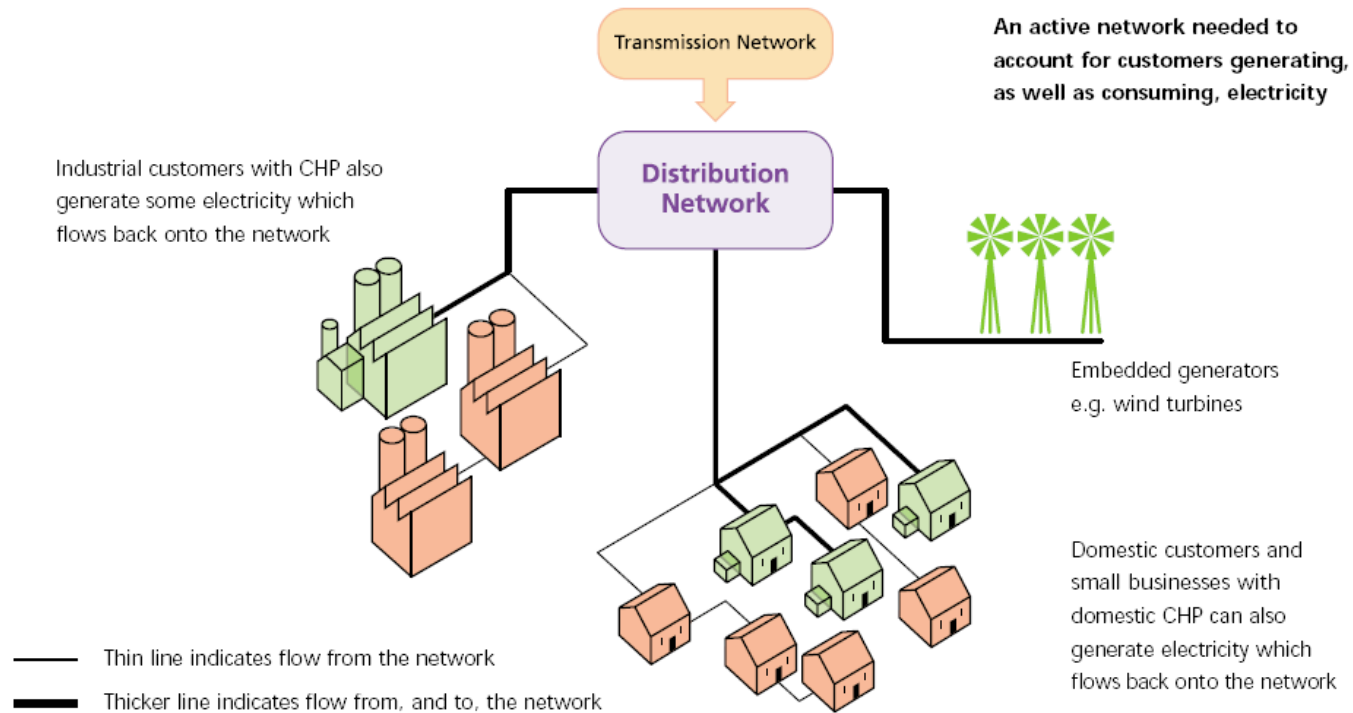 Transmission Network
An active network needed to
account for customers generating,
as well as consuming, electricity
Industrial customers with CHP also
generate some electricity which
flows back onto the network
Distribution
Network
Embedded generators
e.g. wind turbines
Domestic customers and
small businesses with
domestic CHP can also
generate electricity which
flows back onto the network
Thin line indicates flow from the network
Thicker line indicates flow from, and to, the network